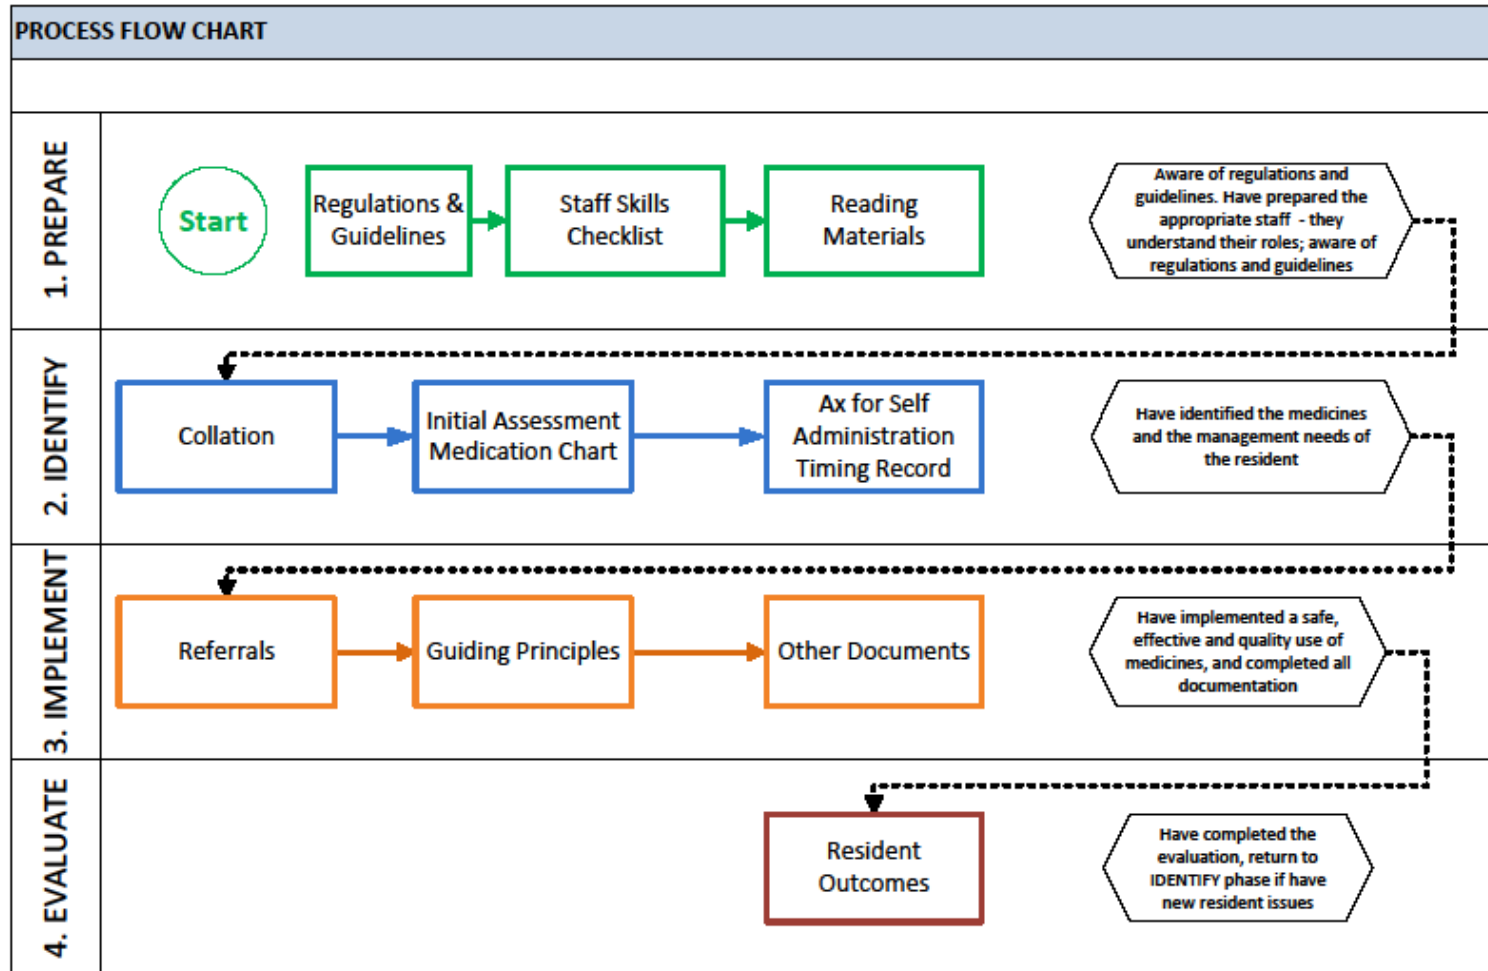 PROCESS FLOW CHART
1. PREPARE
Start
Regulations &
Guidelines
Staff Skills
Checklist
Reading
Materials
Aware of regulations and
guidelines. Have prepared the
appropriate staff - they
understand their roles; aware of
regulations and guidelines
2. IDENTIFY
Collation
Initial Assessment
Medication Chart
Ax for Self
Administration
Timing Record
Have identified the medicines
and the management needs of
the resident
3. IMPLEMENT
Referrals
Guiding Principles
Other Documents
Have implemented a safe,
effective and quality use of
medicines, and completed all
documentation
4. EVALUATE
Resident
Outcomes
Have completed the
evaluation, return to
IDENTIFY phase if have
new resident issues